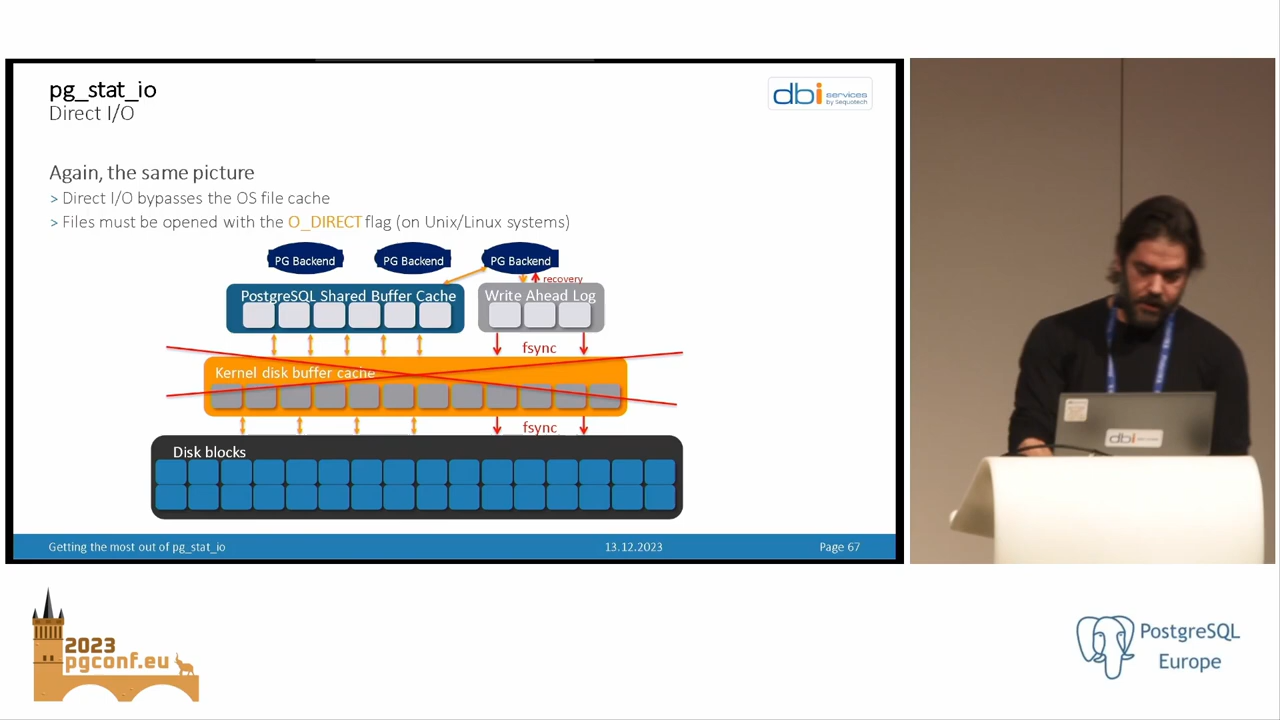 pg_stat_io
Direct I/O
dbi services
by Sequotech
Again, the same picture
> Direct I/O bypasses the OS file cache
> Files must be opened with the O_DIRECT flag (on Unix/Linux systems)
PG Backend
PG Backend
PG Backend
recovery
PostgreSQL Shared Buffer Cache
Write Ahead Log
fsync
Kernel disk buffer cache
fsync
Disk blocks
Getting the most out of pg_stat_io
13.12.2023
Page 67
dbi
2023
pgconf.eu
PostgreSQL
Europe